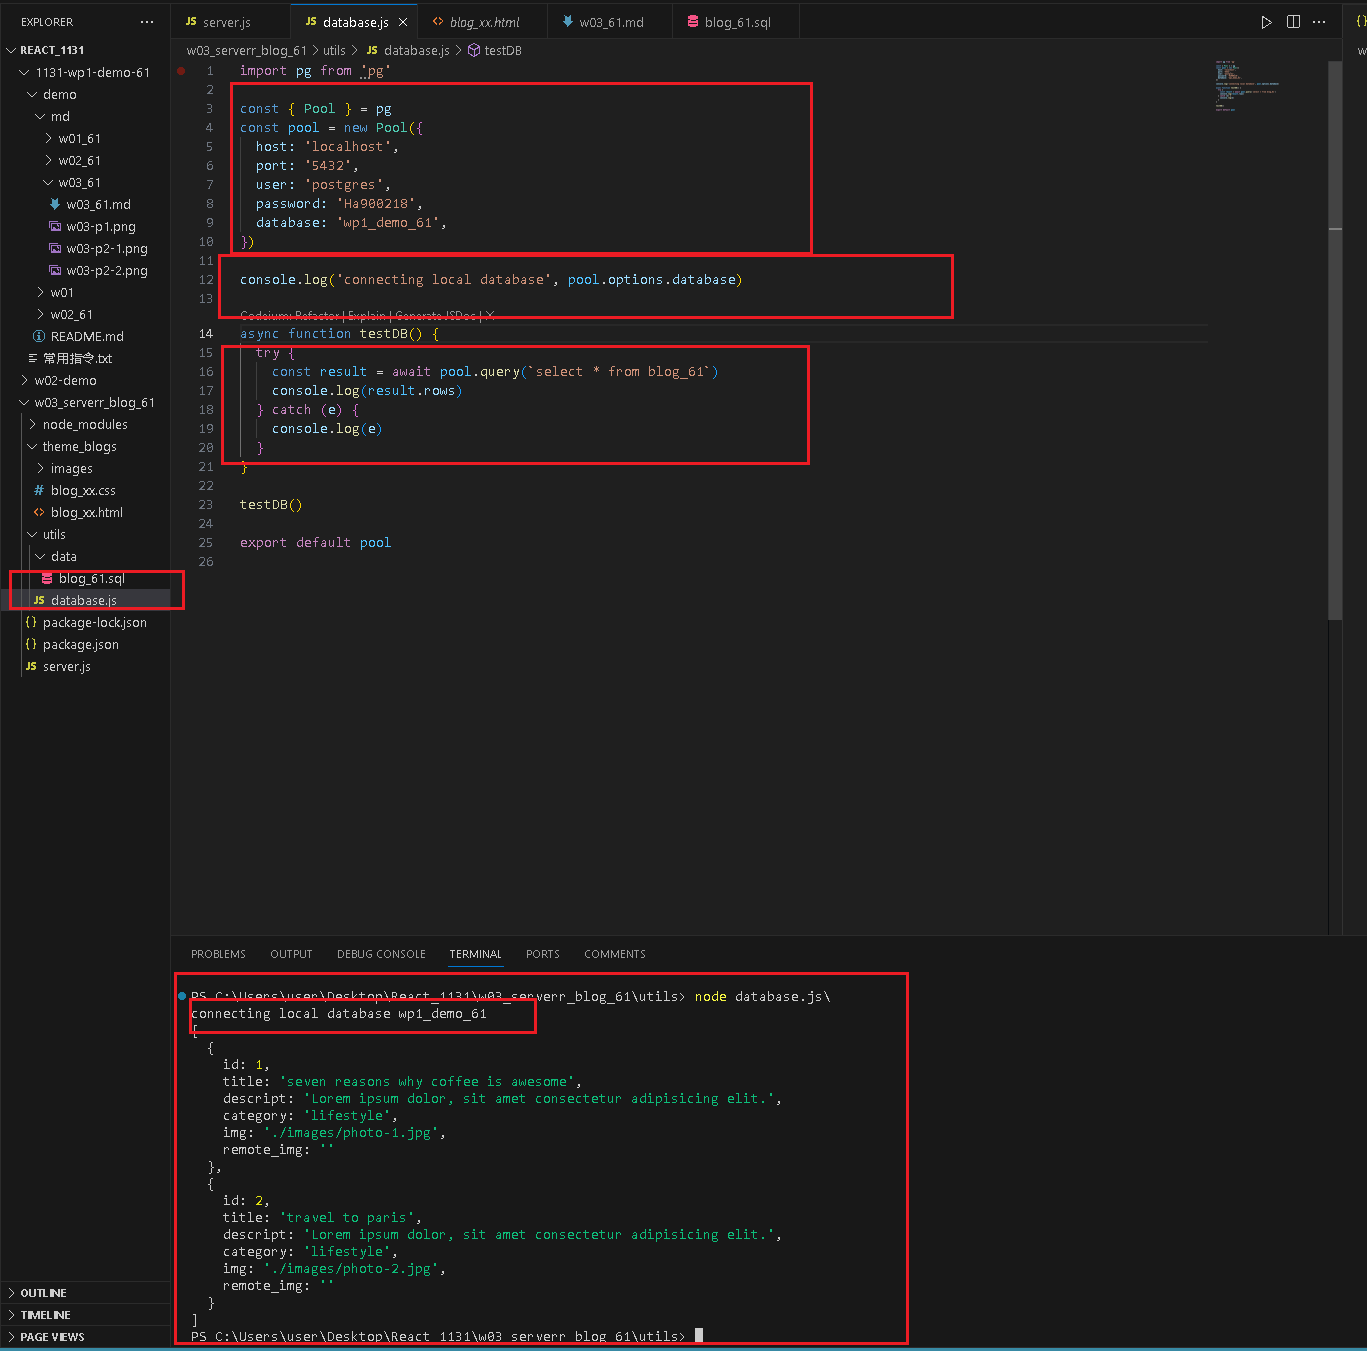 EXPLORER
REACT_1131
1131-wp1-demo-61
demo
md
w01_61
w02_61
w03_61
w03_61.md
w03-p1.png
w03-p2-1.png
w03-p2-2.png
w01
w02_61
README.md
常用指令.txt
w02-demo
w03_serverr_blog_61
node_modules
theme_blogs
images
# blog_xx.css
<> blog_xx.html
utils
data
blog_61.sql
JS database.js
{} package-lock.json
{} package.json
JS server.js
OUTLINE
TIMELINE
PAGE VIEWS
JS server.js
JS database.js
<> blog_xx.html
w03_61.md
blog_61.sql
w03_serverr_blog_61 > utils > JS database.js > testDB
1 import pg from 'pg'
2
3 const { Pool } = pg
4 const pool = new Pool({
5 host: 'localhost',
6 port: '5432',
7 user: 'postgres',
8 password: 'Ha900218',
9 database: 'wp1_demo_61',
10 })
11
12 console.log('connecting local database', pool.options.database)
13
Codeium: Refactor | Explain | Generate JSDoc | X
14 async function testDB() {
15 try {
16 const result = await pool.query(`select * from blog_61`)
17 console.log(result.rows)
18 } catch (e) {
19 console.log(e)
20 }
21 }
22
23 testDB()
24
25 export default pool
26
PROBLEMS OUTPUT DEBUG CONSOLE TERMINAL PORTS COMMENTS
PS C:\Users\user\Desktop\React_1131\w03_serverr_blog_61\utils> node database.js\
connecting local database wp1_demo_61
[
{
id: 1,
title: 'seven reasons why coffee is awesome',
descript: 'Lorem ipsum dolor, sit amet consectetur adipisicing elit.',
category: 'lifestyle',
img: './images/photo-1.jpg',
remote_img: ''
},
{
id: 2,
title: 'travel to paris',
descript: 'Lorem ipsum dolor, sit amet consectetur adipisicing elit.',
category: 'lifestyle',
img: './images/photo-2.jpg',
remote_img: ''
}
]
PS C:\Users\user\Desktop\React_1131\w03_serverr_blog_61\utils>